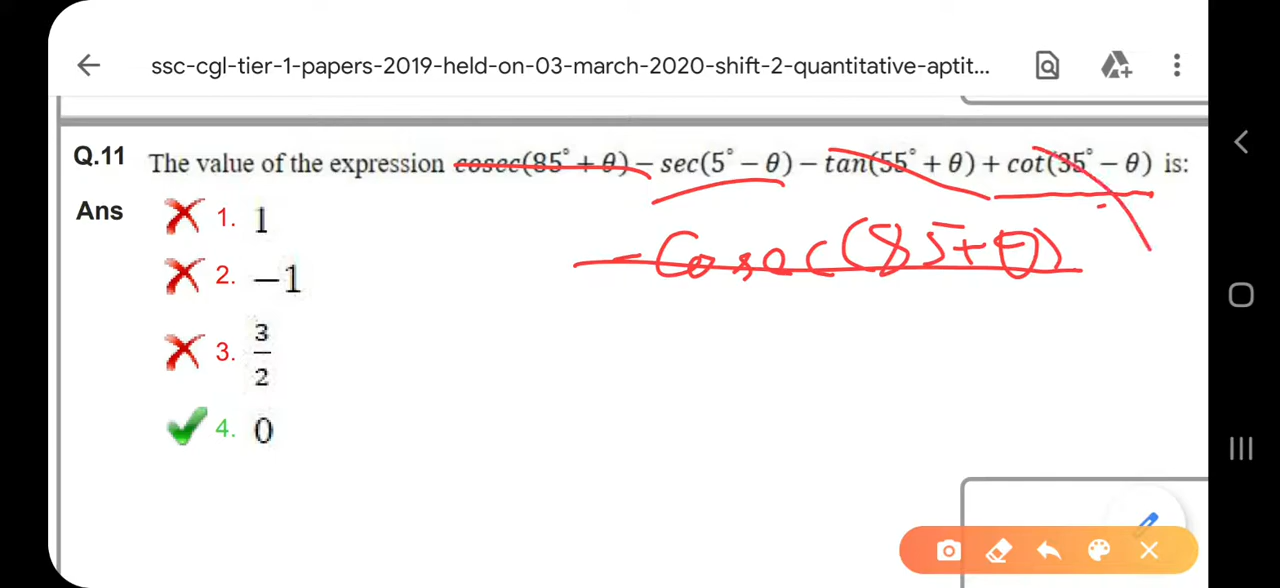 ssc-cgl-tier-1-papers-2019-held-on-03-march-2020-shift-2-quantitative-aptit...
Q.11 The value of the expression cosec(85° + θ) − sec(5° − θ) − tan(55° + θ) + cot(35° − θ) is:
Ans 1. 1
- Cosec(85+θ)
2. −1
3. 3/2
4. 0